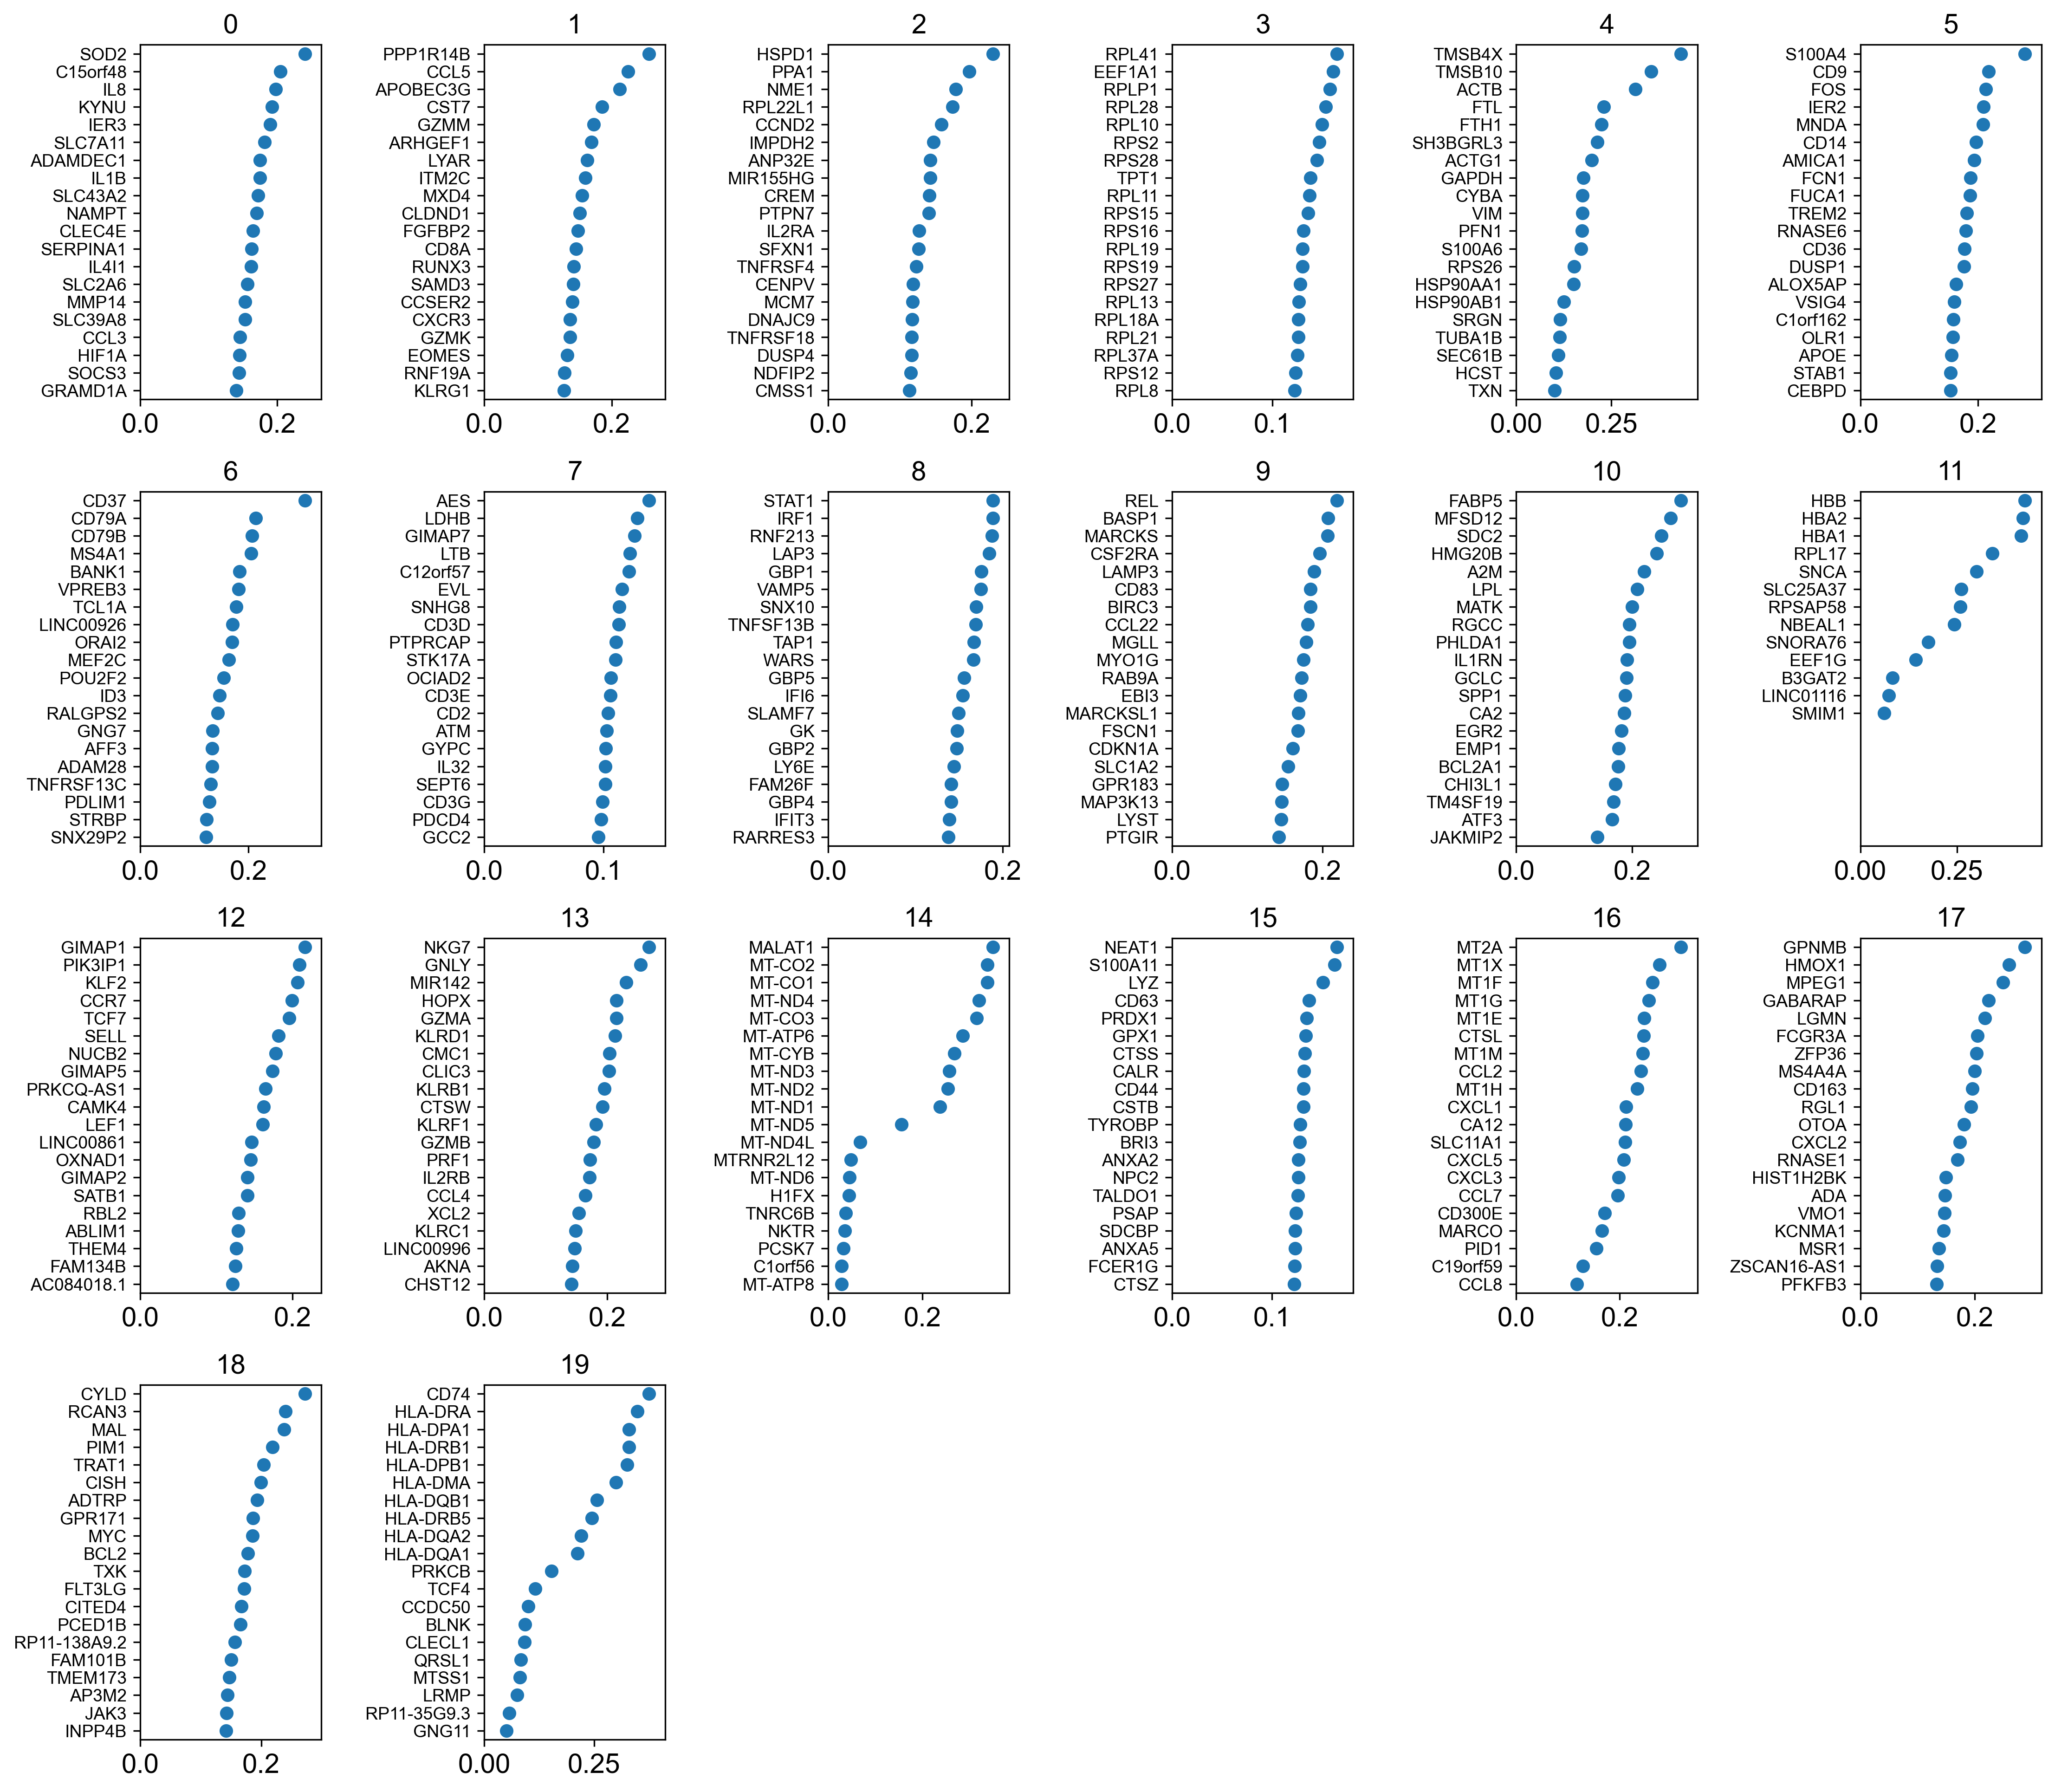 0
SOD2
C15orf48
IL8
KYNU
IER3
SLC7A11
ADAMDEC1
IL1B
SLC43A2
NAMPT
CLEC4E
SERPINA1
IL4I1
SLC2A6
MMP14
SLC39A8
CCL3
HIF1A
SOCS3
GRAMD1A
0.0 0.2
1
PPP1R14B
CCL5
APOBEC3G
CST7
GZMM
ARHGEF1
LYAR
ITM2C
MXD4
CLDND1
FGFBP2
CD8A
RUNX3
SAMD3
CCSER2
CXCR3
GZMK
EOMES
RNF19A
KLRG1
0.0 0.2
2
HSPD1
PPA1
NME1
RPL22L1
CCND2
IMPDH2
ANP32E
MIR155HG
CREM
PTPN7
IL2RA
SFXN1
TNFRSF4
CENPV
MCM7
DNAJC9
TNFRSF18
DUSP4
NDFIP2
CMSS1
0.0 0.2
3
RPL41
EEF1A1
RPLP1
RPL28
RPL10
RPS2
RPS28
TPT1
RPL11
RPS15
RPS16
RPL19
RPS19
RPS27
RPL13
RPL18A
RPL21
RPL37A
RPS12
RPL8
0.0 0.1
4
TMSB4X
TMSB10
ACTB
FTL
FTH1
SH3BGRL3
ACTG1
GAPDH
CYBA
VIM
PFN1
S100A6
RPS26
HSP90AA1
HSP90AB1
SRGN
TUBA1B
SEC61B
HCST
TXN
0.00 0.25
5
S100A4
CD9
FOS
IER2
MNDA
CD14
AMICA1
FCN1
FUCA1
TREM2
RNASE6
CD36
DUSP1
ALOX5AP
VSIG4
C1orf162
OLR1
APOE
STAB1
CEBPD
0.0 0.2
6
CD37
CD79A
CD79B
MS4A1
BANK1
VPREB3
TCL1A
LINC00926
ORAI2
MEF2C
POU2F2
ID3
RALGPS2
GNG7
AFF3
ADAM28
TNFRSF13C
PDLIM1
STRBP
SNX29P2
0.0 0.2
7
AES
LDHB
GIMAP7
LTB
C12orf57
EVL
SNHG8
CD3D
PTPRCAP
STK17A
OCIAD2
CD3E
CD2
ATM
GYPC
IL32
SEPT6
CD3G
PDCD4
GCC2
0.0 0.1
8
STAT1
IRF1
RNF213
LAP3
GBP1
VAMP5
SNX10
TNFSF13B
TAP1
WARS
GBP5
IFI6
SLAMF7
GK
GBP2
LY6E
FAM26F
GBP4
IFIT3
RARRES3
0.0 0.2
9
REL
BASP1
MARCKS
CSF2RA
LAMP3
CD83
BIRC3
CCL22
MGLL
MYO1G
RAB9A
EBI3
MARCKSL1
FSCN1
CDKN1A
SLC1A2
GPR183
MAP3K13
LYST
PTGIR
0.0 0.2
10
FABP5
MFSD12
SDC2
HMG20B
A2M
LPL
MATK
RGCC
PHLDA1
IL1RN
GCLC
SPP1
CA2
EGR2
EMP1
BCL2A1
CHI3L1
TM4SF19
ATF3
JAKMIP2
0.0 0.2
11
HBB
HBA2
HBA1
RPL17
SNCA
SLC25A37
RPSAP58
NBEAL1
SNORA76
EEF1G
B3GAT2
LINC01116
SMIM1
0.00 0.25
12
GIMAP1
PIK3IP1
KLF2
CCR7
TCF7
SELL
NUCB2
GIMAP5
PRKCQ-AS1
CAMK4
LEF1
LINC00861
OXNAD1
GIMAP2
SATB1
RBL2
ABLIM1
THEM4
FAM134B
AC084018.1
0.0 0.2
13
NKG7
GNLY
MIR142
HOPX
GZMA
KLRD1
CMC1
CLIC3
KLRB1
CTSW
KLRF1
GZMB
PRF1
IL2RB
CCL4
XCL2
KLRC1
LINC00996
AKNA
CHST12
0.0 0.2
14
MALAT1
MT-CO2
MT-CO1
MT-ND4
MT-CO3
MT-ATP6
MT-CYB
MT-ND3
MT-ND2
MT-ND1
MT-ND5
MT-ND4L
MTRNR2L12
MT-ND6
H1FX
TNRC6B
NKTR
PCSK7
C1orf56
MT-ATP8
0.0 0.2
15
NEAT1
S100A11
LYZ
CD63
PRDX1
GPX1
CTSS
CALR
CD44
CSTB
TYROBP
BRI3
ANXA2
NPC2
TALDO1
PSAP
SDCBP
ANXA5
FCER1G
CTSZ
0.0 0.1
16
MT2A
MT1X
MT1F
MT1G
MT1E
CTSL
MT1M
CCL2
MT1H
CXCL1
CA12
SLC11A1
CXCL5
CXCL3
CCL7
CD300E
MARCO
PID1
C19orf59
CCL8
0.0 0.2
17
GPNMB
HMOX1
MPEG1
GABARAP
LGMN
FCGR3A
ZFP36
MS4A4A
CD163
RGL1
OTOA
CXCL2
RNASE1
HIST1H2BK
ADA
VMO1
KCNMA1
MSR1
ZSCAN16-AS1
PFKFB3
0.0 0.2
18
CYLD
RCAN3
MAL
PIM1
TRAT1
CISH
ADTRP
GPR171
MYC
BCL2
TXK
FLT3LG
CITED4
PCED1B
RP11-138A9.2
FAM101B
TMEM173
AP3M2
JAK3
INPP4B
0.0 0.2
19
CD74
HLA-DRA
HLA-DPA1
HLA-DRB1
HLA-DPB1
HLA-DMA
HLA-DQB1
HLA-DRB5
HLA-DQA2
HLA-DQA1
PRKCB
TCF4
CCDC50
BLNK
CLECL1
QRSL1
MTSS1
LRMP
RP11-35G9.3
GNG11
0.00 0.25